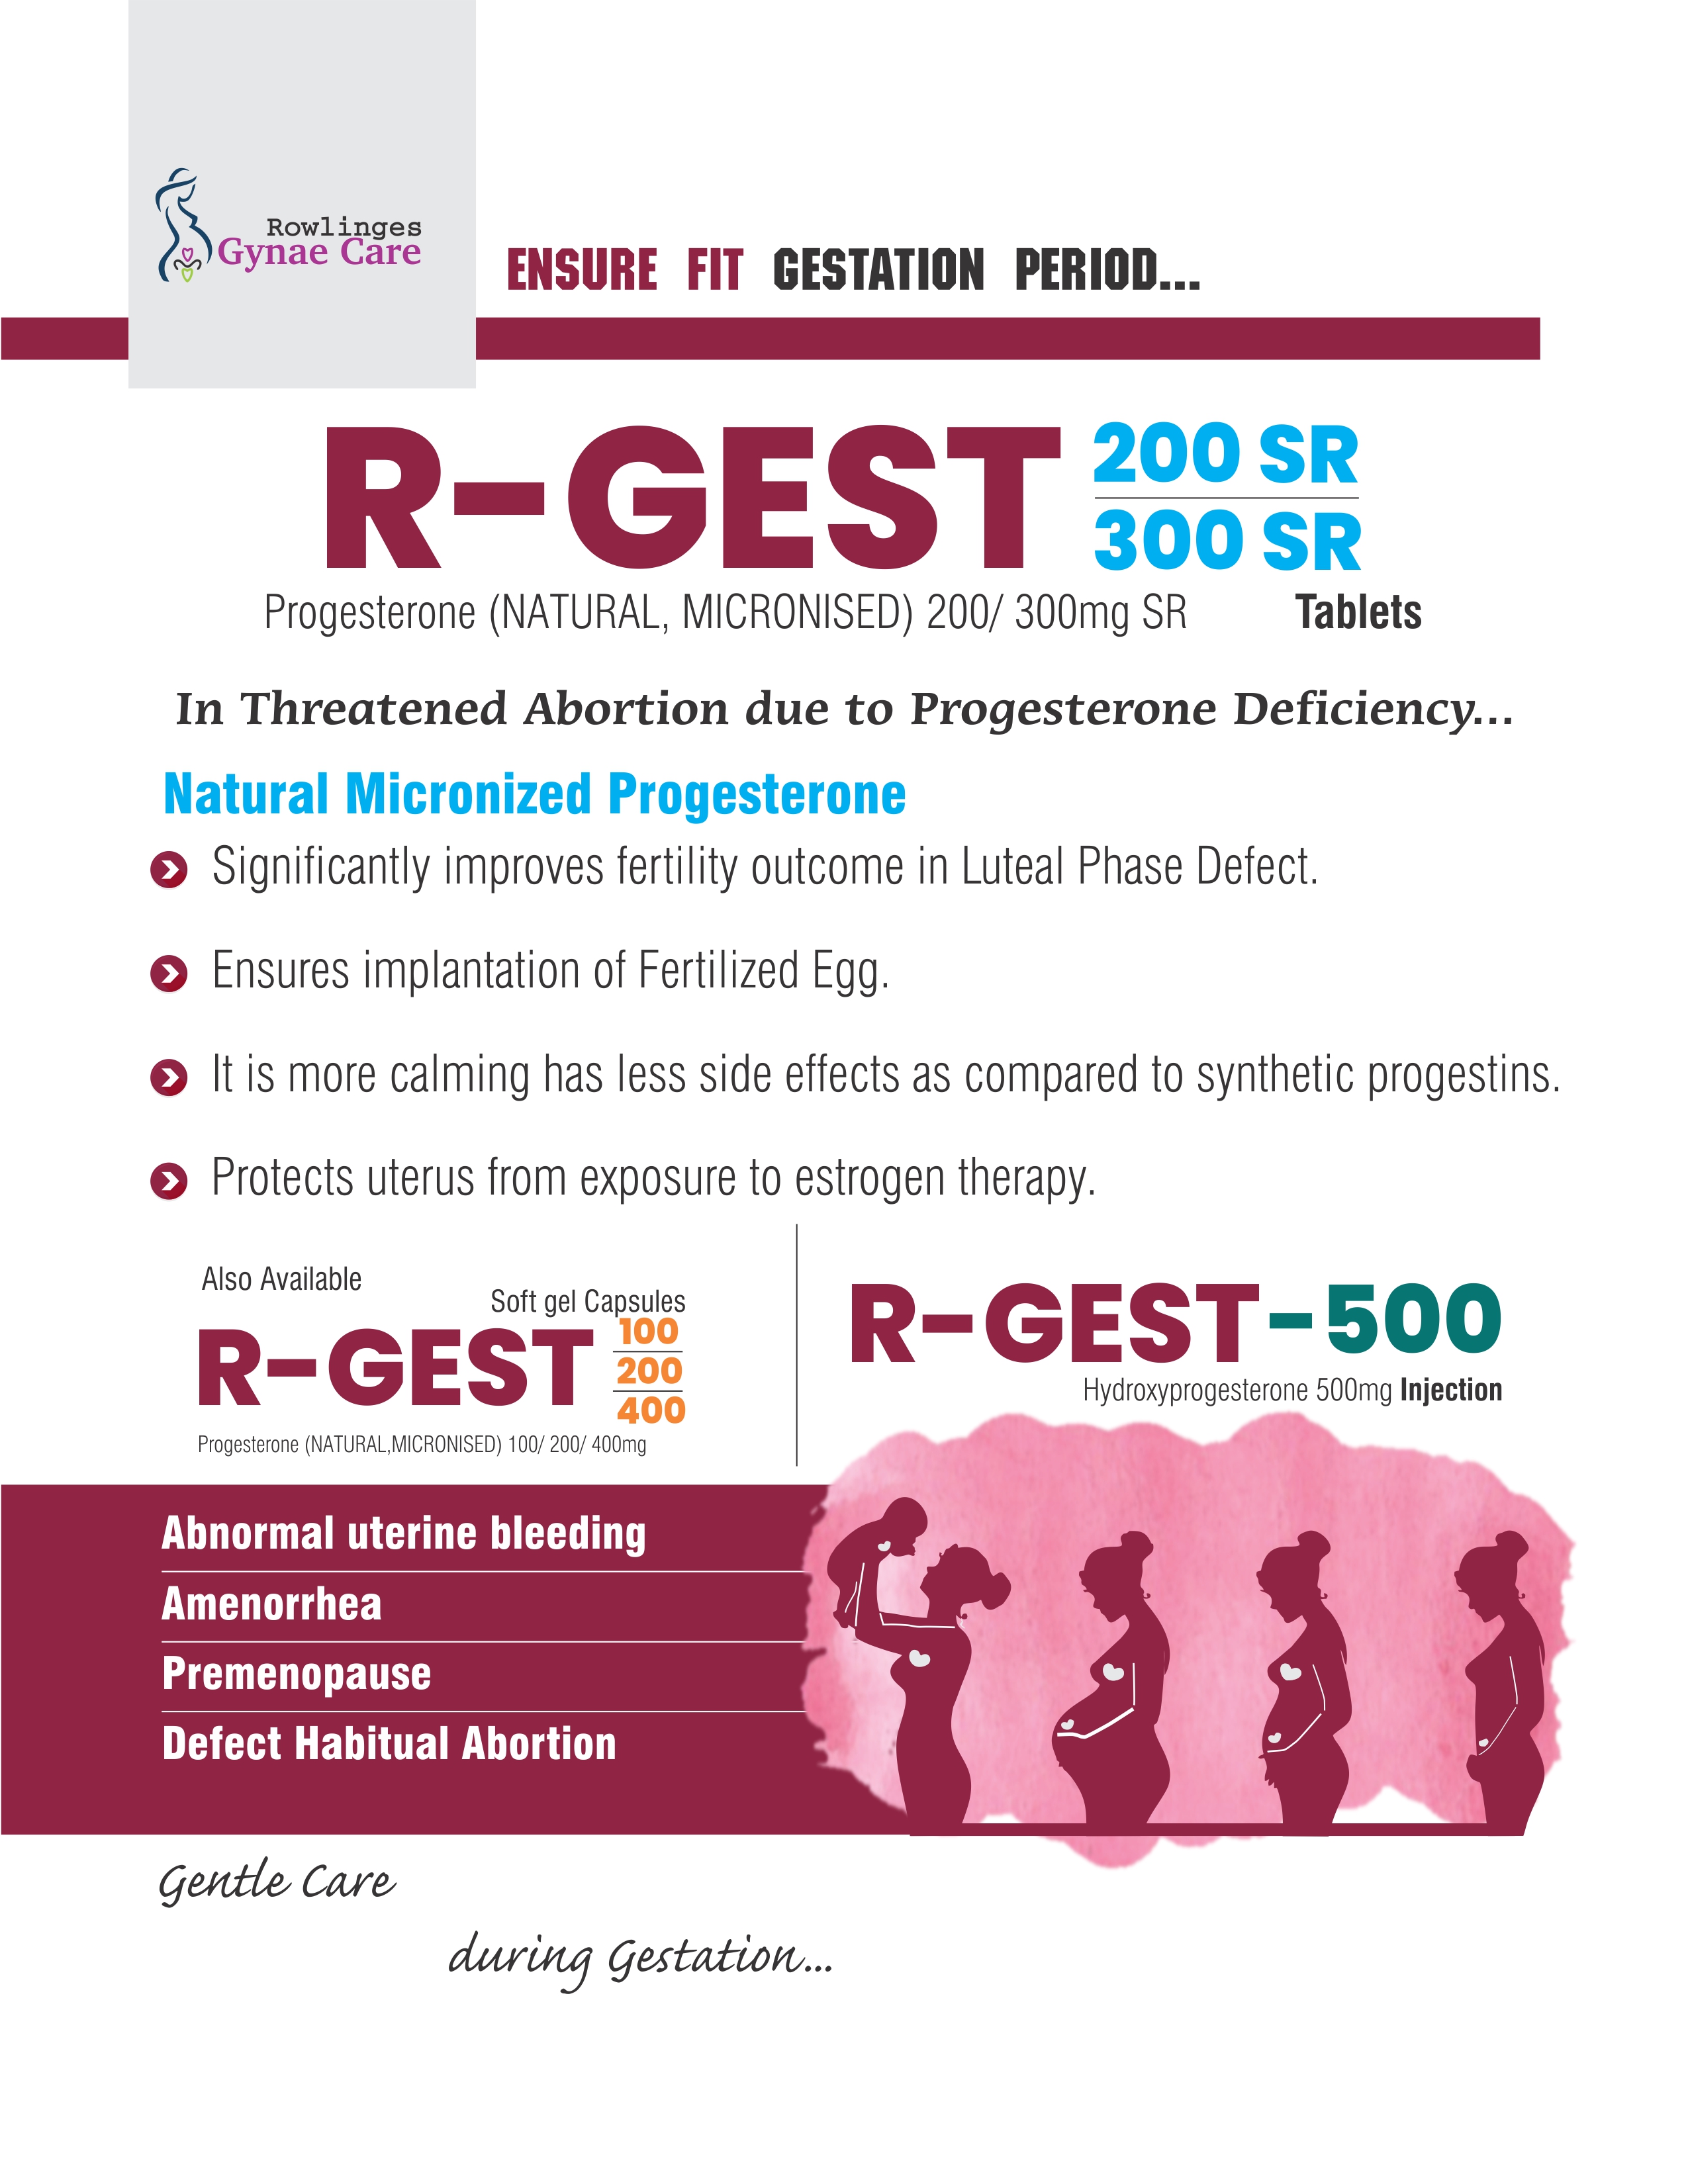 Rowlinges
Gynae Care
ENSURE FIT GESTATION PERIOD...
R-GEST 200 SR
300 SR
Progesterone (NATURAL, MICRONISED) 200/ 300mg SR Tablets
In Threatened Abortion due to Progesterone Deficiency...
Natural Micronized Progesterone
Significantly improves fertility outcome in Luteal Phase Defect.
Ensures implantation of Fertilized Egg.
It is more calming has less side effects as compared to synthetic progestins.
Protects uterus from exposure to estrogen therapy.
Also Available
Soft gel Capsules
R-GEST 100
200
400
Progesterone (NATURAL,MICRONISED) 100/ 200/ 400mg
R-GEST-500
Hydroxyprogesterone 500mg Injection
Abnormal uterine bleeding
Amenorrhea
Premenopause
Defect Habitual Abortion
Gentle Care
during Gestation...